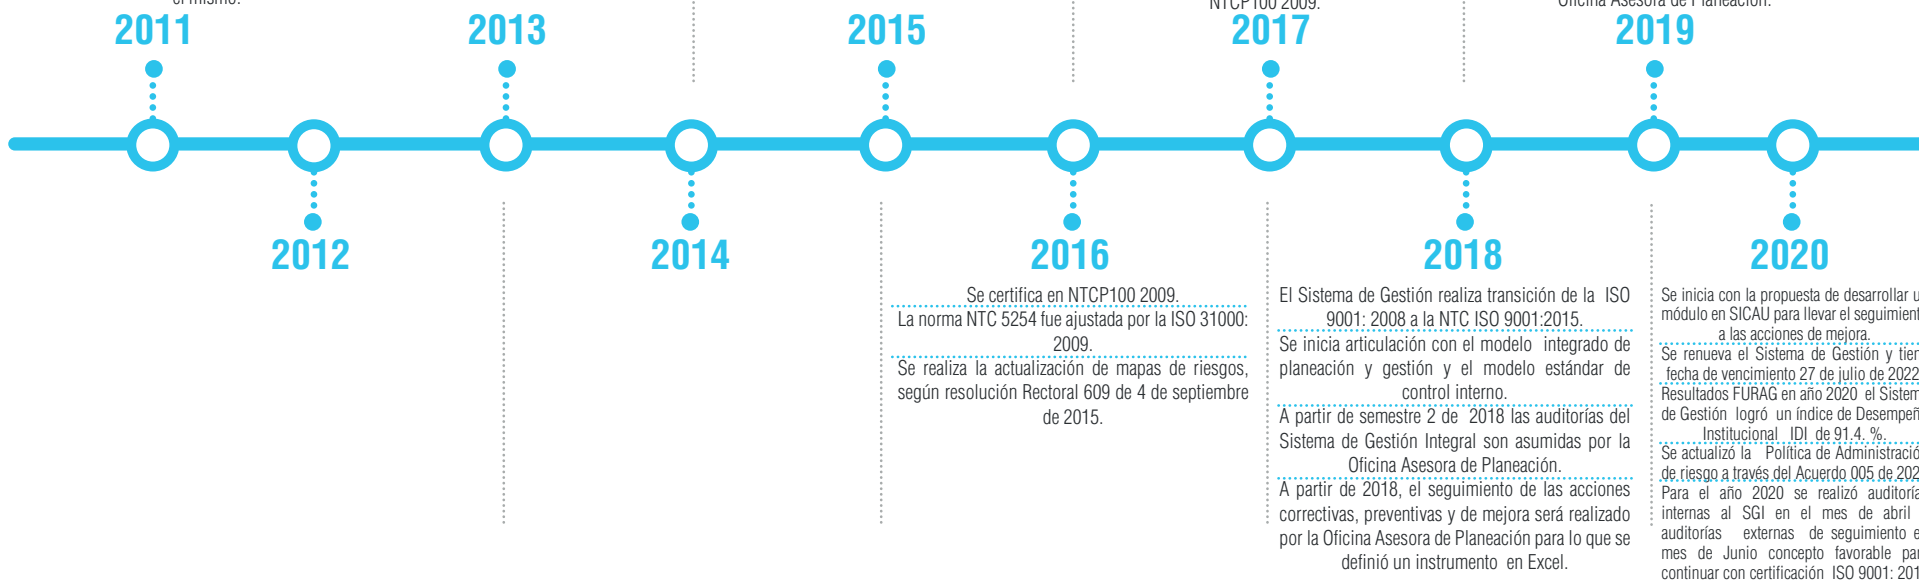 el mismo.
NTCP100 2009.
Oficina Asesora de Planeación.
2011
2013
2015
2017
2019
2012
2014
2016
Se certifica en NTCP100 2009.
La norma NTC 5254 fue ajustada por la ISO 31000:
2009.
Se realiza la actualización de mapas de riesgos,
según resolución Rectoral 609 de 4 de septiembre
de 2015.
2018
El Sistema de Gestión realiza transición de la ISO
9001: 2008 a la NTC ISO 9001:2015.
Se inicia articulación con el modelo integrado de
planeación y gestión y el modelo estándar de
control interno.
A partir de semestre 2 de 2018 las auditorías del
Sistema de Gestión Integral son asumidas por la
Oficina Asesora de Planeación.
A partir de 2018, el seguimiento de las acciones
correctivas, preventivas y de mejora será realizado
por la Oficina Asesora de Planeación para lo que se
definió un instrumento en Excel.
2020
Se inicia con la propuesta de desarrollar u
módulo en SICAU para llevar el seguimient
a las acciones de mejora.
Se renueva el Sistema de Gestión y tien
fecha de vencimiento 27 de julio de 2022
Resultados FURAG en año 2020 el Sistem
de Gestión logró un índice de Desempeñ
Institucional IDI de 91.4. %.
Se actualizó la Política de Administració
de riesgo a través del Acuerdo 005 de 202
Para el año 2020 se realizó auditoría
internas al SGI en el mes de abril
auditorías externas de seguimiento e
mes de Junio concepto favorable par
continuar con certificación ISO 9001: 201